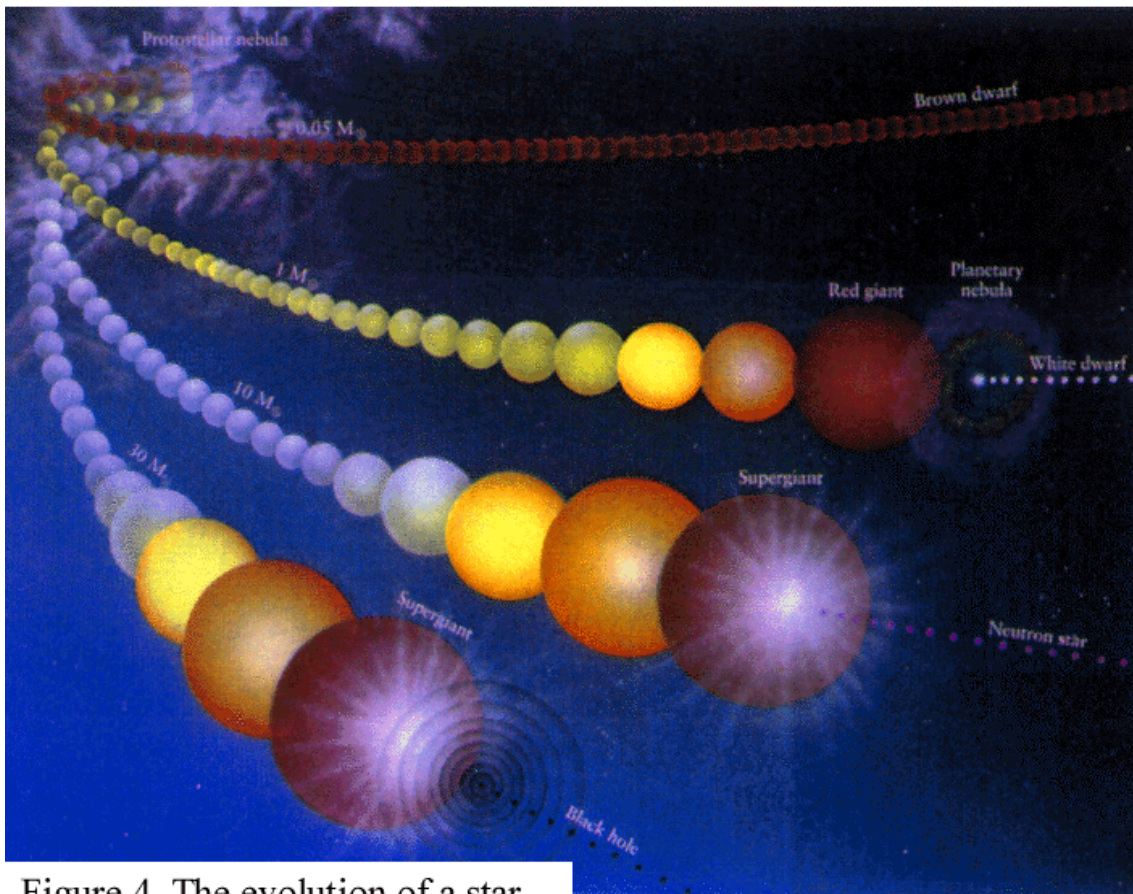 Protostellar nebula
Brown dwarf
0.05 M☉
1 M☉
Planetary
nebula
Red giant
White dwarf
10 M☉
30 M☉
Supergiant
Supergiant
Neutron star
Black hole
Figure 4. The evolution of a star